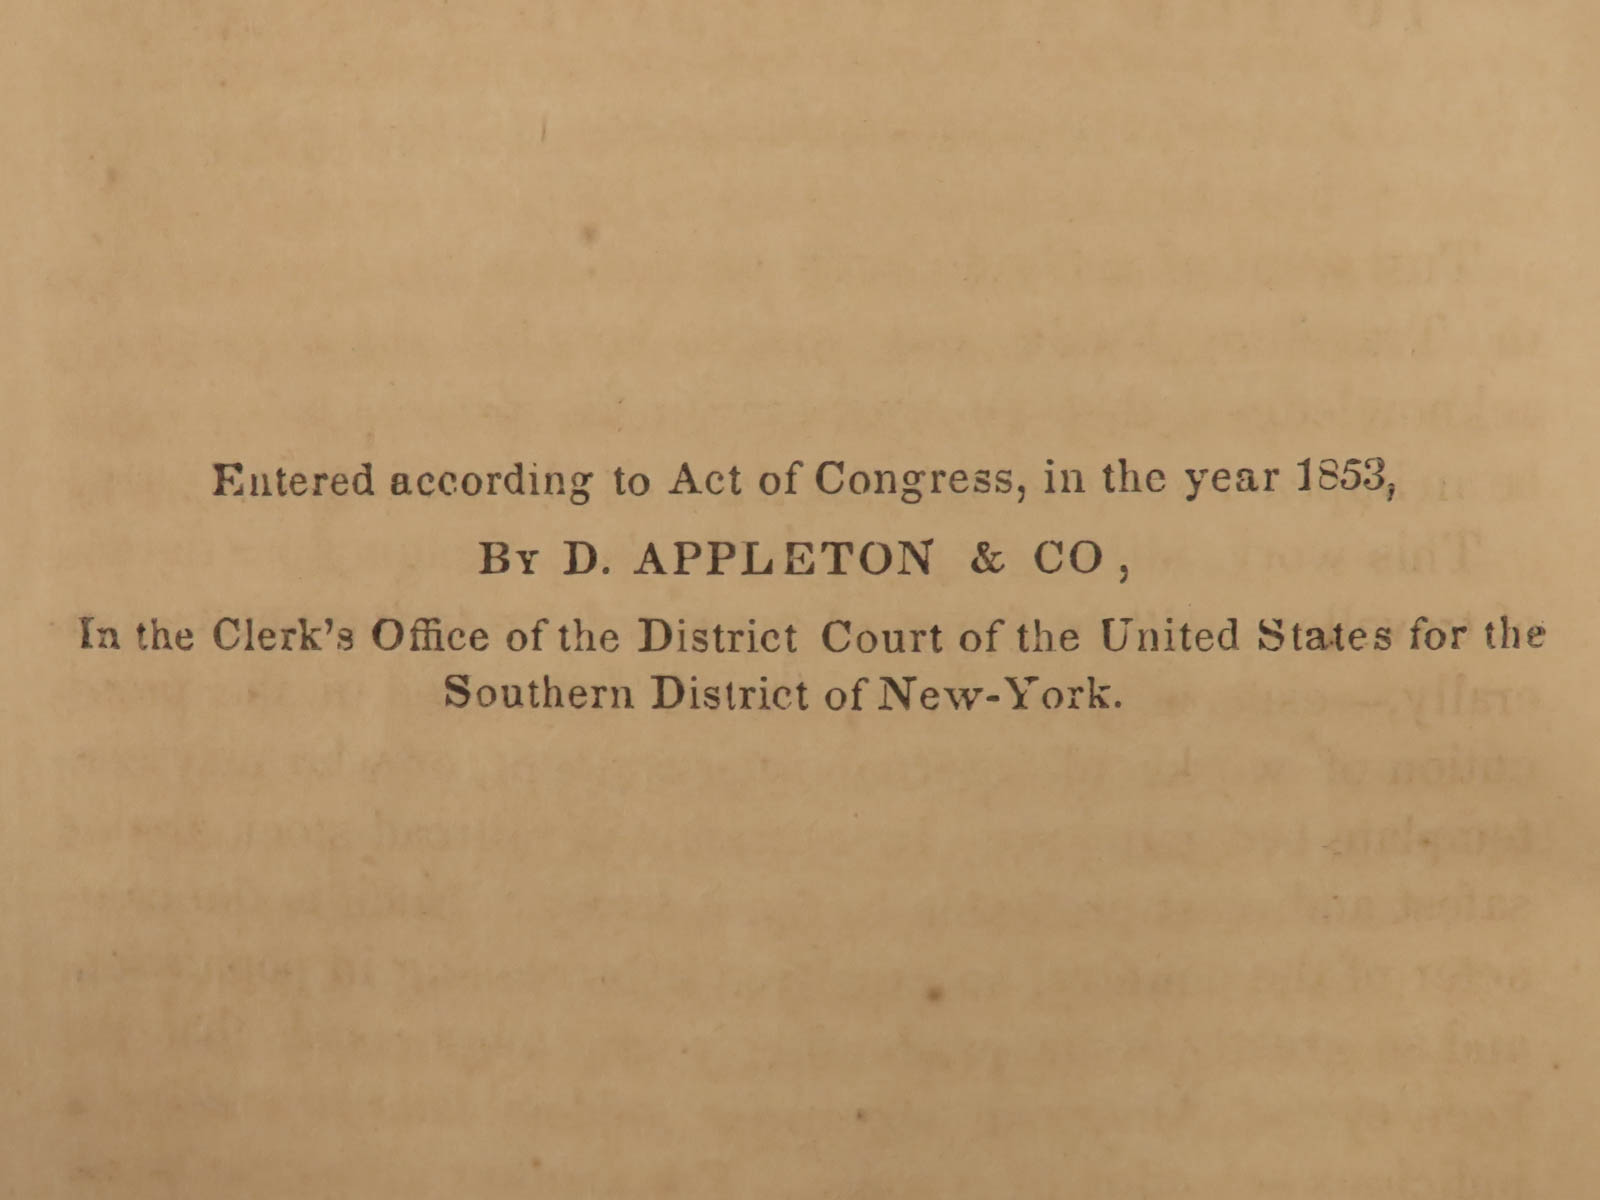 Entered according to Act of Congress, in the year 1853,
By D. APPLETON & CO,
In the Clerk's Office of the District Court of the United States for the
Southern District of New-York.